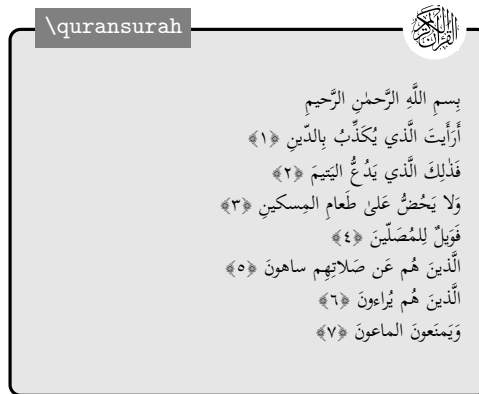 \quransurah
بِسمِ اللَّهِ الرَّحمٰنِ الرَّحيمِ
أَرَأَيتَ الَّذي يُكَذِّبُ بِالدّينِ ﴿١﴾
فَذٰلِكَ الَّذي يَدُعُّ اليَتيمَ ﴿٢﴾
وَلا يَحُضُّ عَلىٰ طَعامِ المِسكينِ ﴿٣﴾
فَوَيلٌ لِلمُصَلّينَ ﴿٤﴾
الَّذينَ هُم عَن صَلاتِهِم ساهونَ ﴿٥﴾
الَّذينَ هُم يُراءونَ ﴿٦﴾
وَيَمنَعونَ الماعونَ ﴿٧﴾